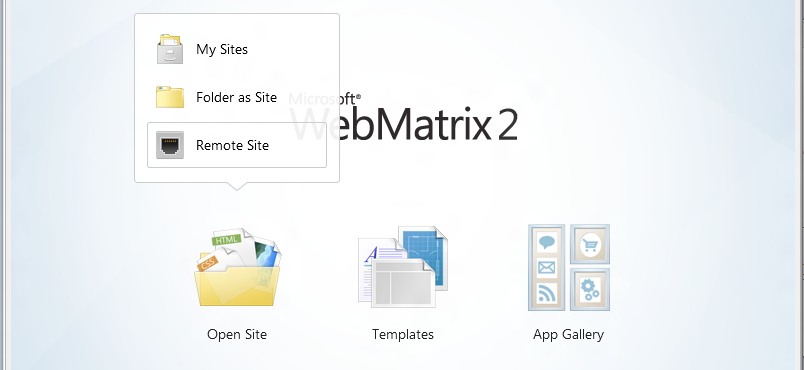 My Sites
Folder as Site
Microsoft®
WebMatrix 2
Remote Site
HTML
CSS
A
Open Site
Templates
App Gallery